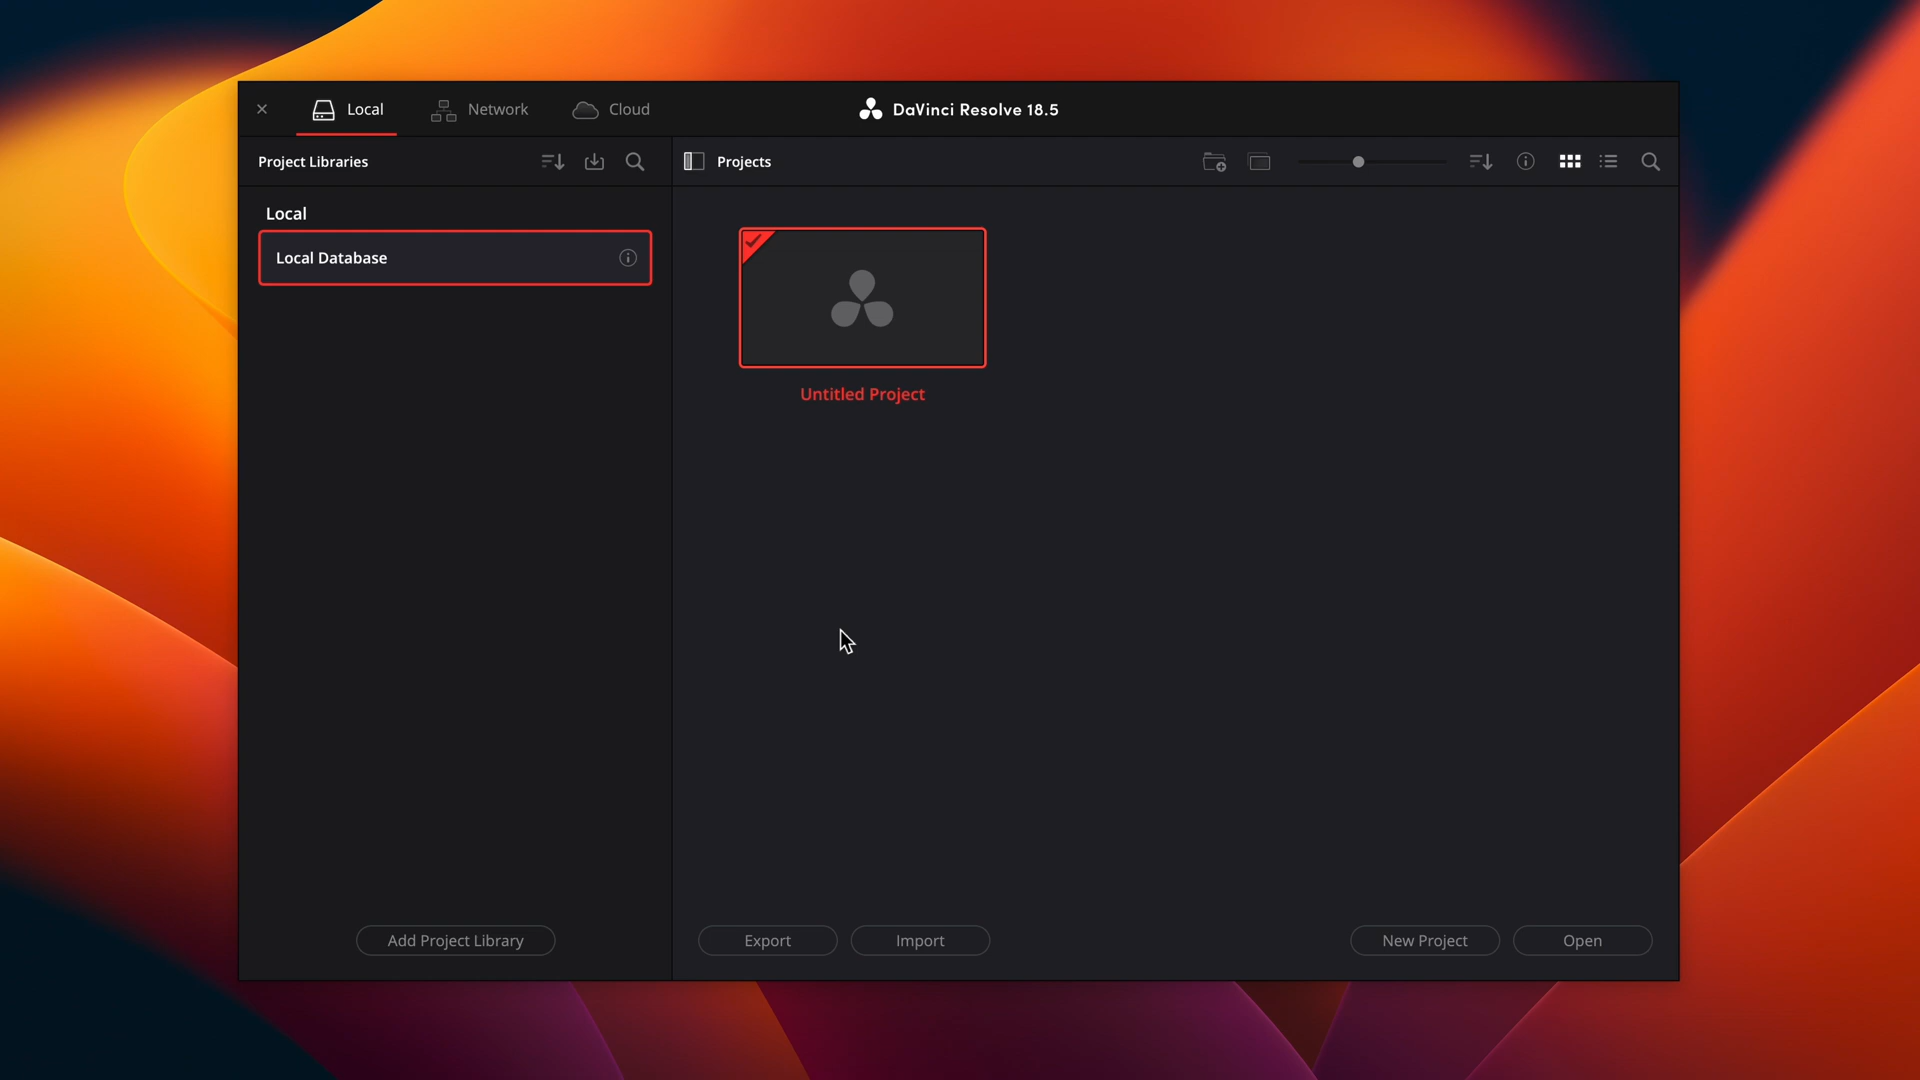 Local
Network
Cloud
DaVinci Resolve 18.5
Project Libraries
Projects
Local
Local Database
Untitled Project
Add Project Library
Export
Import
New Project
Open